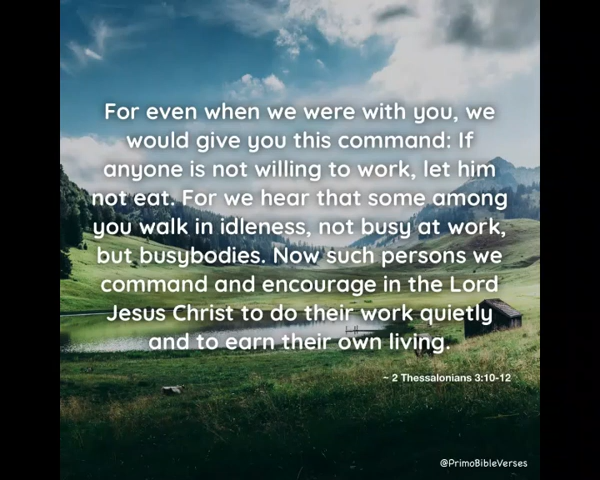 For even when we were with you, we
would give you this command: If
anyone is not willing to work, let him
not eat. For we hear that some among
you walk in idleness, not busy at work,
but busybodies. Now such persons we
command and encourage in the Lord
Jesus Christ to do their work quietly
and to earn their own living.
~ 2 Thessalonians 3:10-12
@PrimoBibleVerses